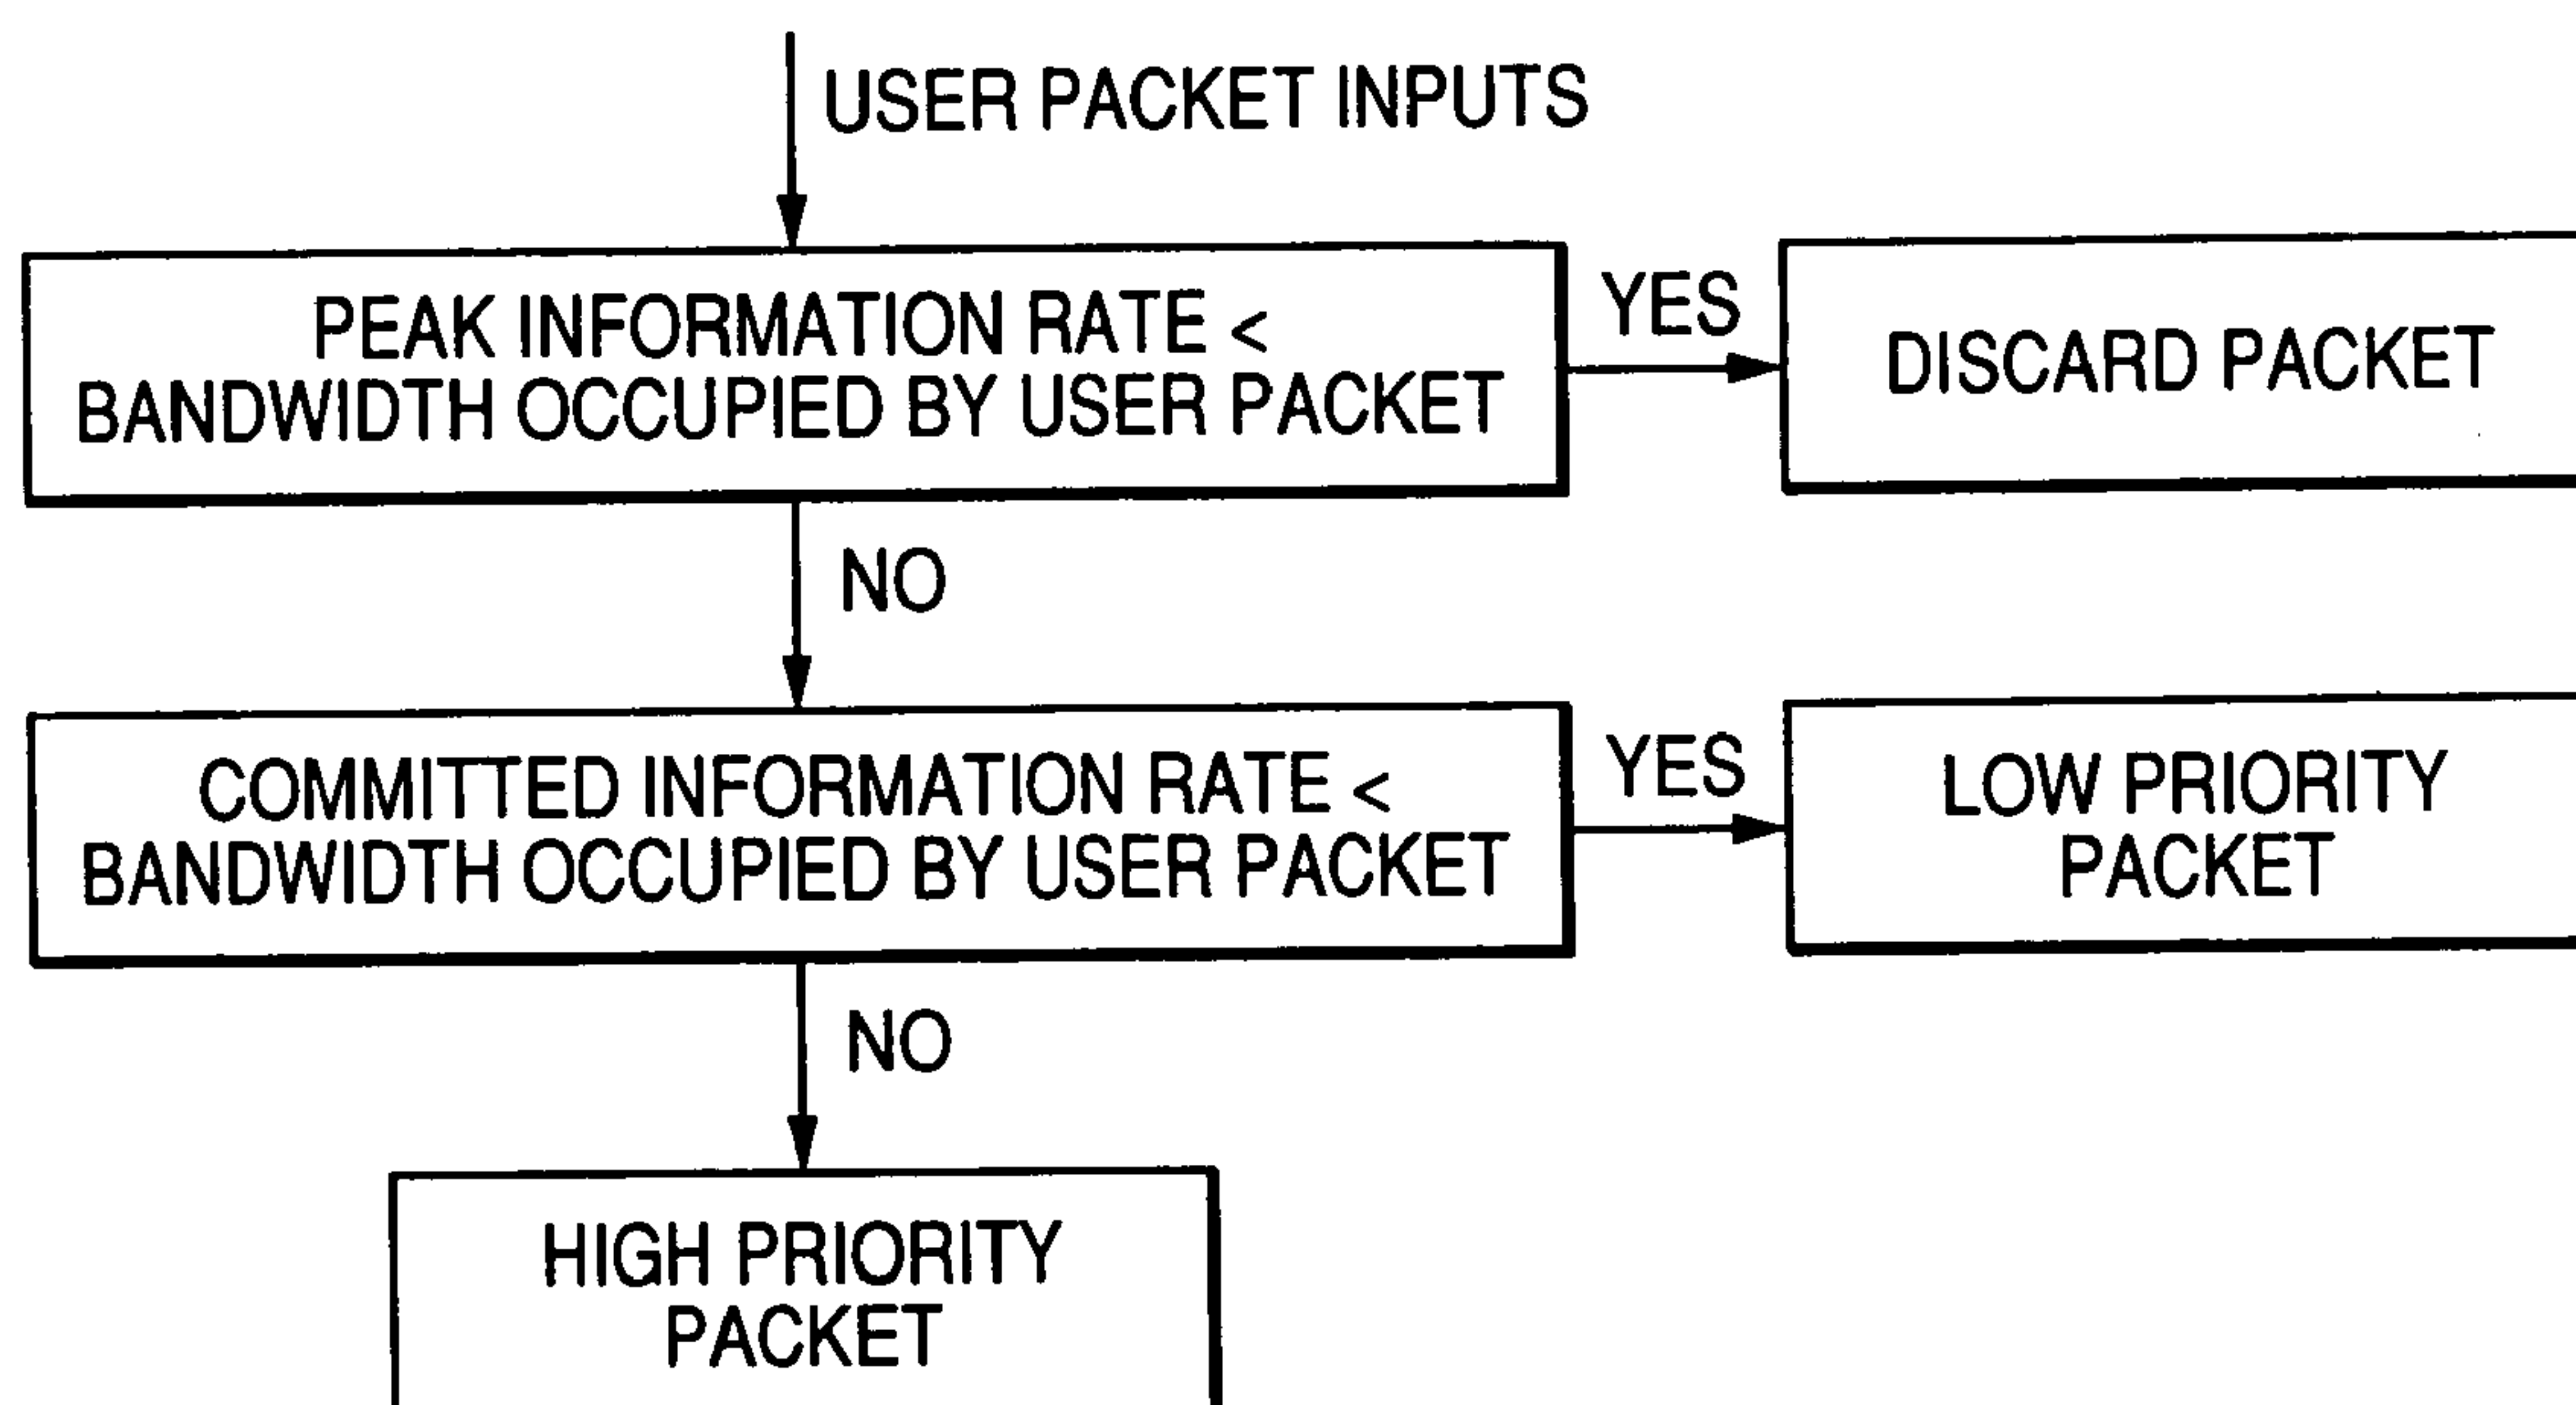 USER PACKET INPUTS
PEAK INFORMATION RATE <
BANDWIDTH OCCUPIED BY USER PACKET
YES
DISCARD PACKET
NO
COMMITTED INFORMATION RATE <
BANDWIDTH OCCUPIED BY USER PACKET
YES
LOW PRIORITY
PACKET
NO
HIGH PRIORITY
PACKET